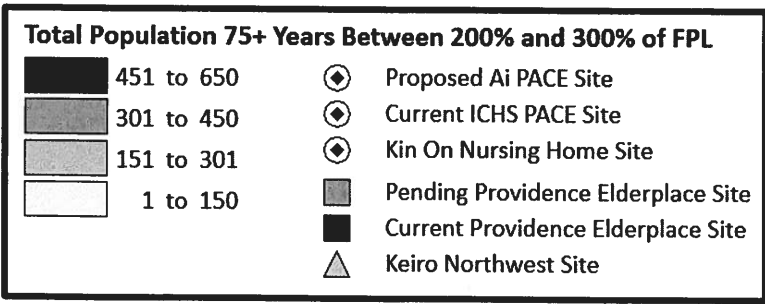 Total Population 75+ Years Between 200% and 300% of FPL
451 to 650
301 to 450
151 to 301
1 to 150
Proposed Ai PACE Site
Current ICHS PACE Site
Kin On Nursing Home Site
Pending Providence Elderplace Site
Current Providence Elderplace Site
Keiro Northwest Site